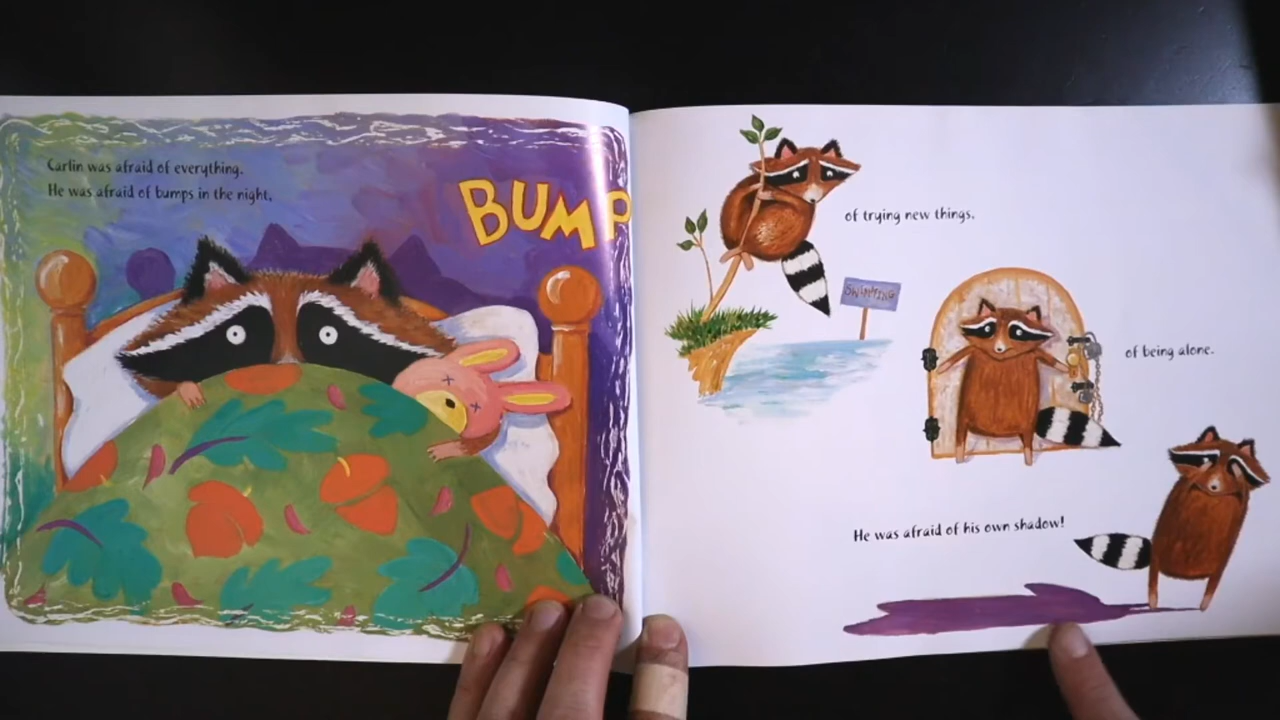 Carlin was afraid of everything.
He was afraid of bumps in the night,
BUMP
of trying new things,
SWIMMING
of being alone.
He was afraid of his own shadow!